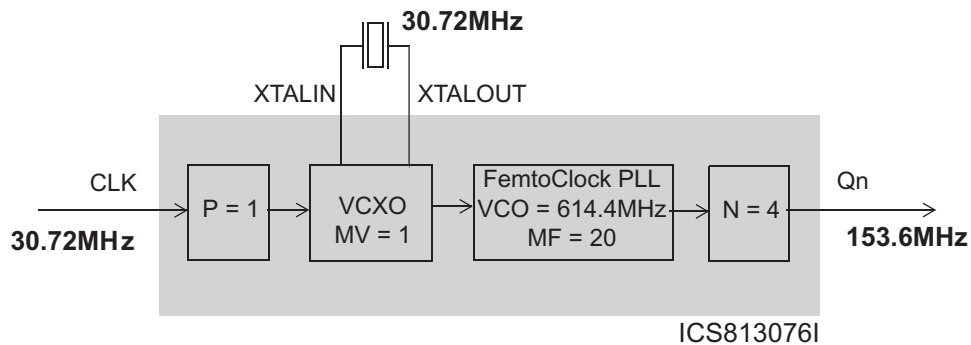 30.72MHz
XTALIN
XTALOUT
CLK
30.72MHz
P = 1
VCXO
MV = 1
FemtoClock PLL
VCO = 614.4MHz
MF = 20
N = 4
Qn
153.6MHz
ICS813076I